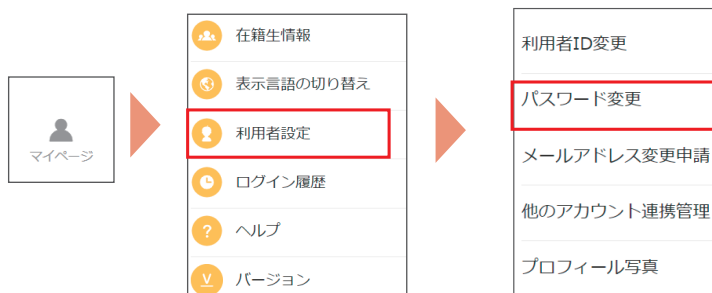 マイページ
在籍生情報
表示言語の切り替え
利用者設定
ログイン履歴
?
ヘルプ
V
バージョン
利用者ID変更
パスワード変更
メールアドレス変更申請
他のアカウント連携管理
プロフィール写真